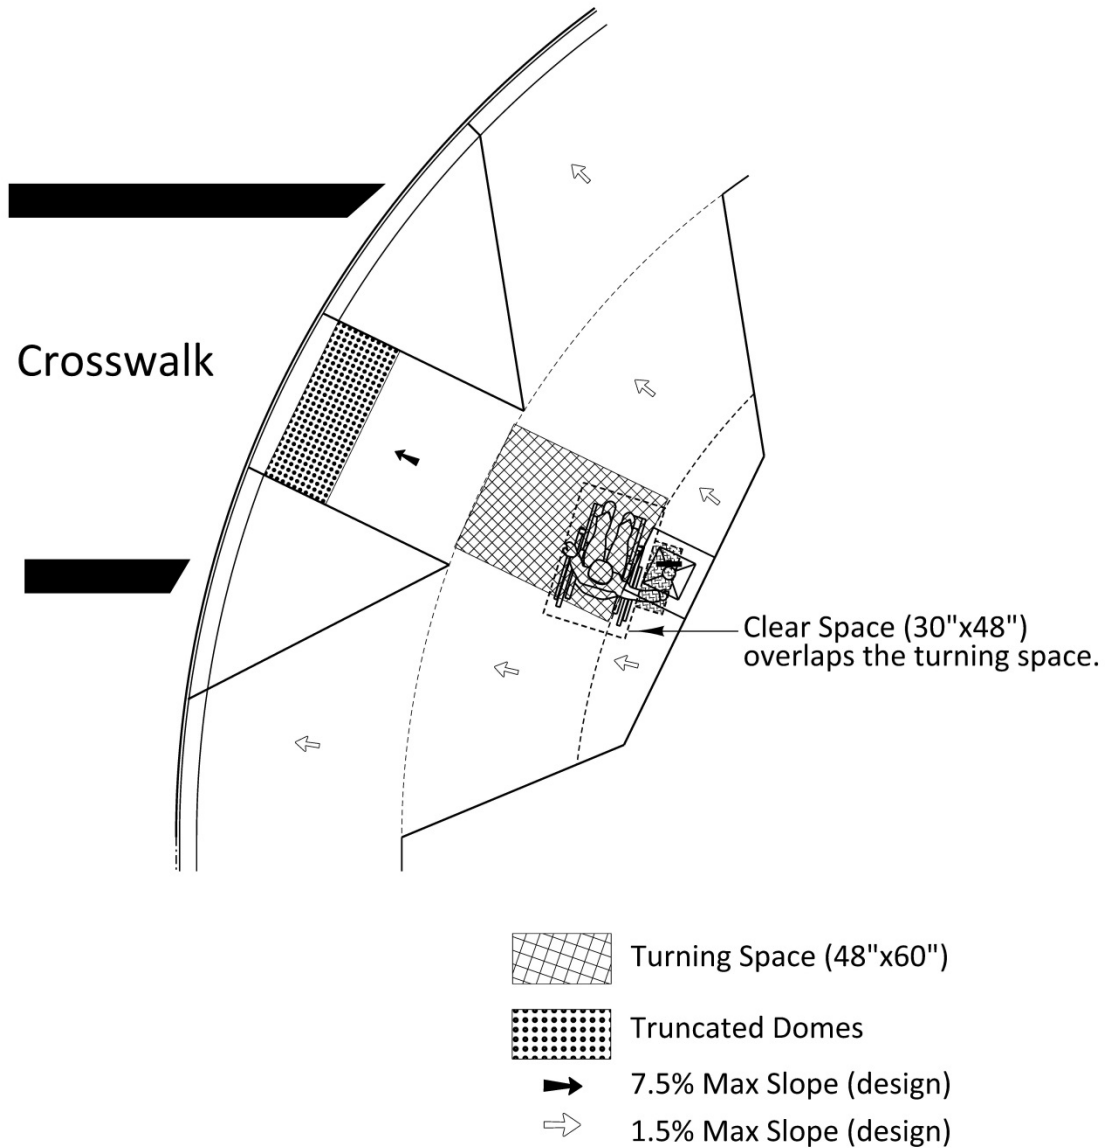 Crosswalk
Clear Space (30"x48")
overlaps the turning space.
Turning Space (48"x60")
Truncated Domes
7.5% Max Slope (design)
1.5% Max Slope (design)